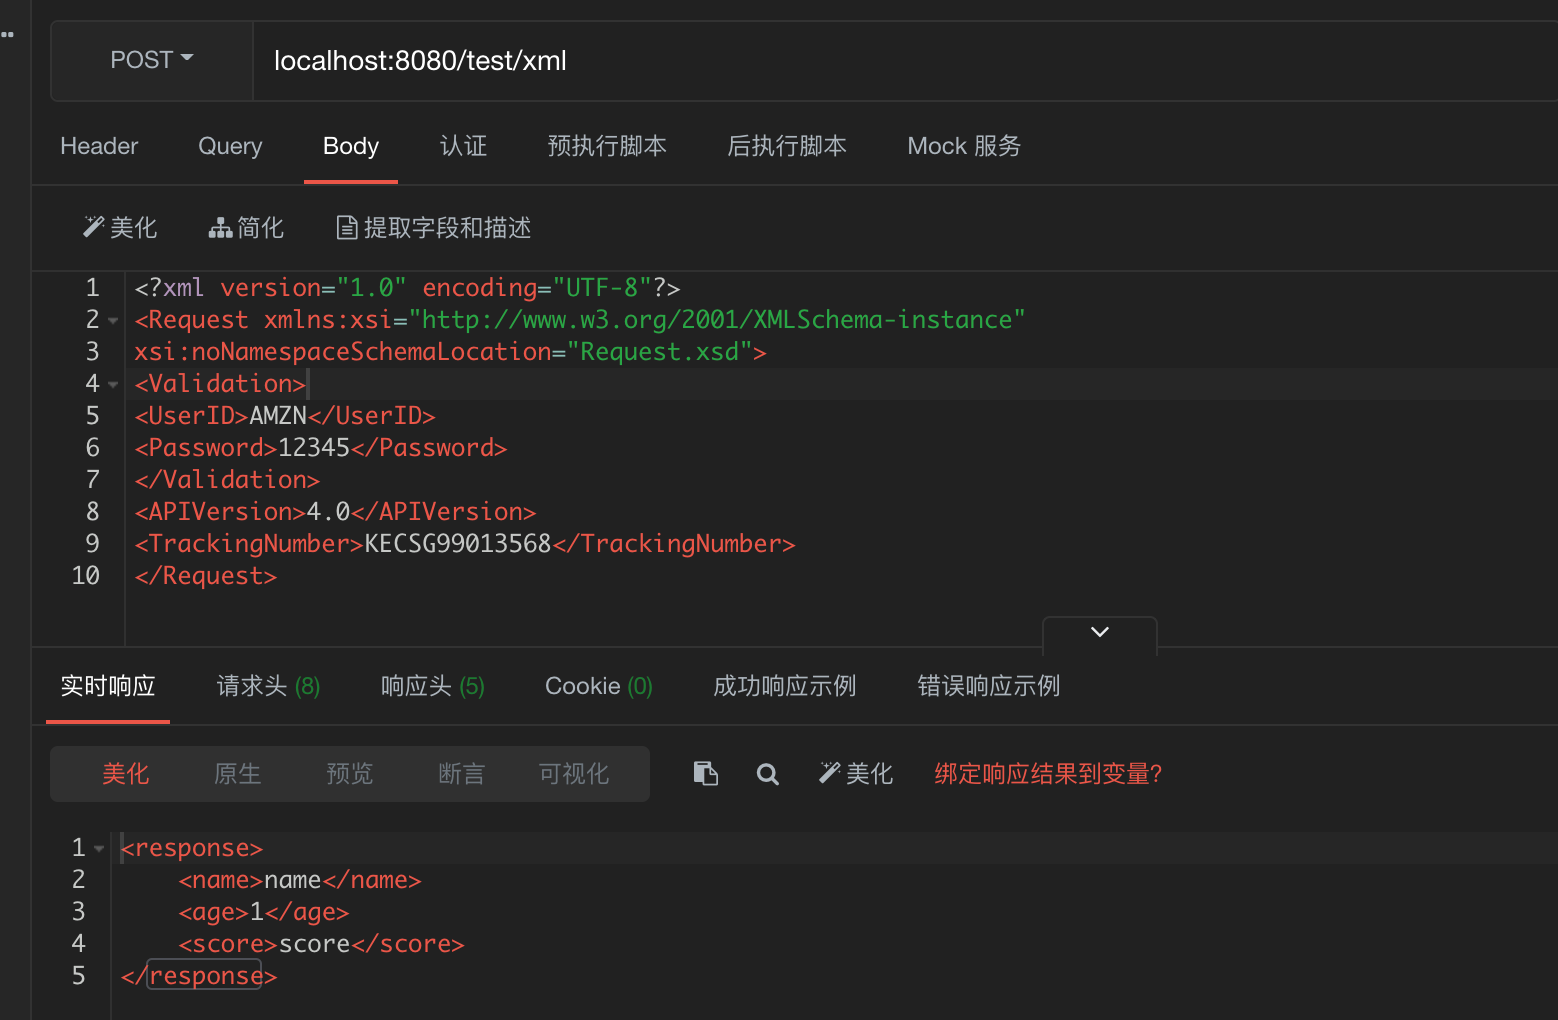 POST localhost:8080/test/xml
Header Query Body 认证 预执行脚本 后执行脚本 Mock 服务
美化 简化 提取字段和描述
1 <?xml version="1.0" encoding="UTF-8"?>
2 <Request xmlns:xsi="http://www.w3.org/2001/XMLSchema-instance"
3 xsi:noNamespaceSchemaLocation="Request.xsd">
4 <Validation>
5 <UserID>AMZN</UserID>
6 <Password>12345</Password>
7 </Validation>
8 <APIVersion>4.0</APIVersion>
9 <TrackingNumber>KECSG99013568</TrackingNumber>
10 </Request>
实时响应 请求头 (8) 响应头 (5) Cookie (0) 成功响应示例 错误响应示例
美化 原生 预览 断言 可视化 美化 绑定响应结果到变量?
1 <response>
2 <name>name</name>
3 <age>1</age>
4 <score>score</score>
5 </response>